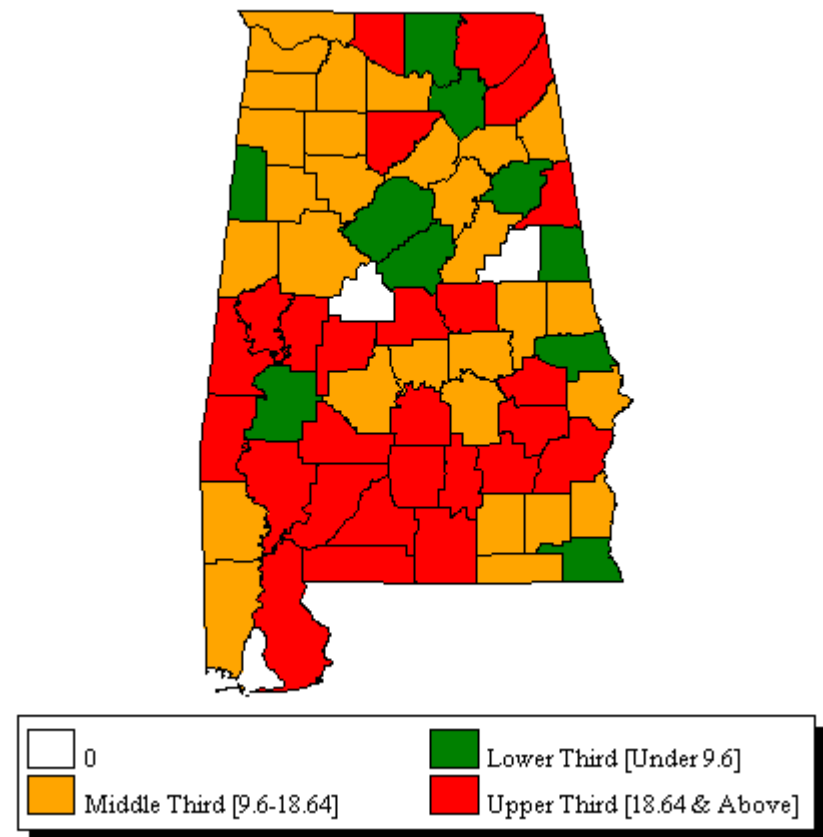 0
Lower Third [Under 9.6]
Middle Third [9.6-18.64]
Upper Third [18.64 & Above]